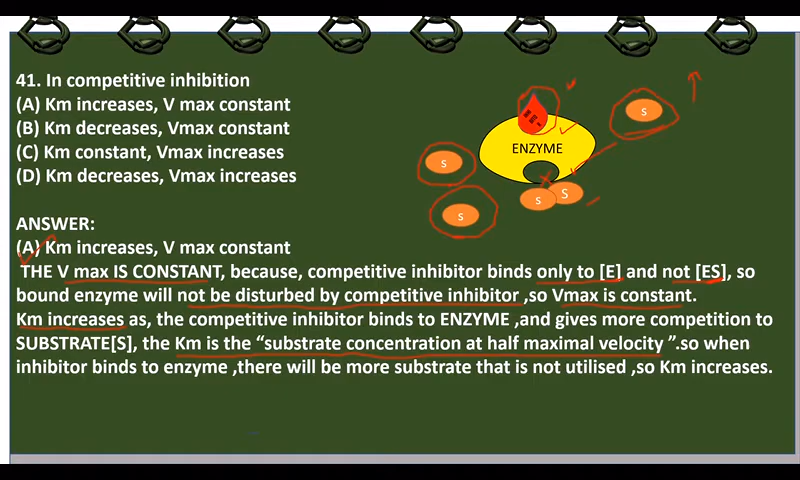 41. In competitive inhibition
(A) Km increases, V max constant
(B) Km decreases, Vmax constant
(C) Km constant, Vmax increases
(D) Km decreases, Vmax increases
ENZYME
s
s
s
s
S
ANSWER:
(A) Km increases, V max constant
THE V max IS CONSTANT, because, competitive inhibitor binds only to [E] and not [ES], so
bound enzyme will not be disturbed by competitive inhibitor ,so Vmax is constant.
Km increases as, the competitive inhibitor binds to ENZYME ,and gives more competition to
SUBSTRATE[S], the Km is the “substrate concentration at half maximal velocity ”.so when
inhibitor binds to enzyme ,there will be more substrate that is not utilised ,so Km increases.